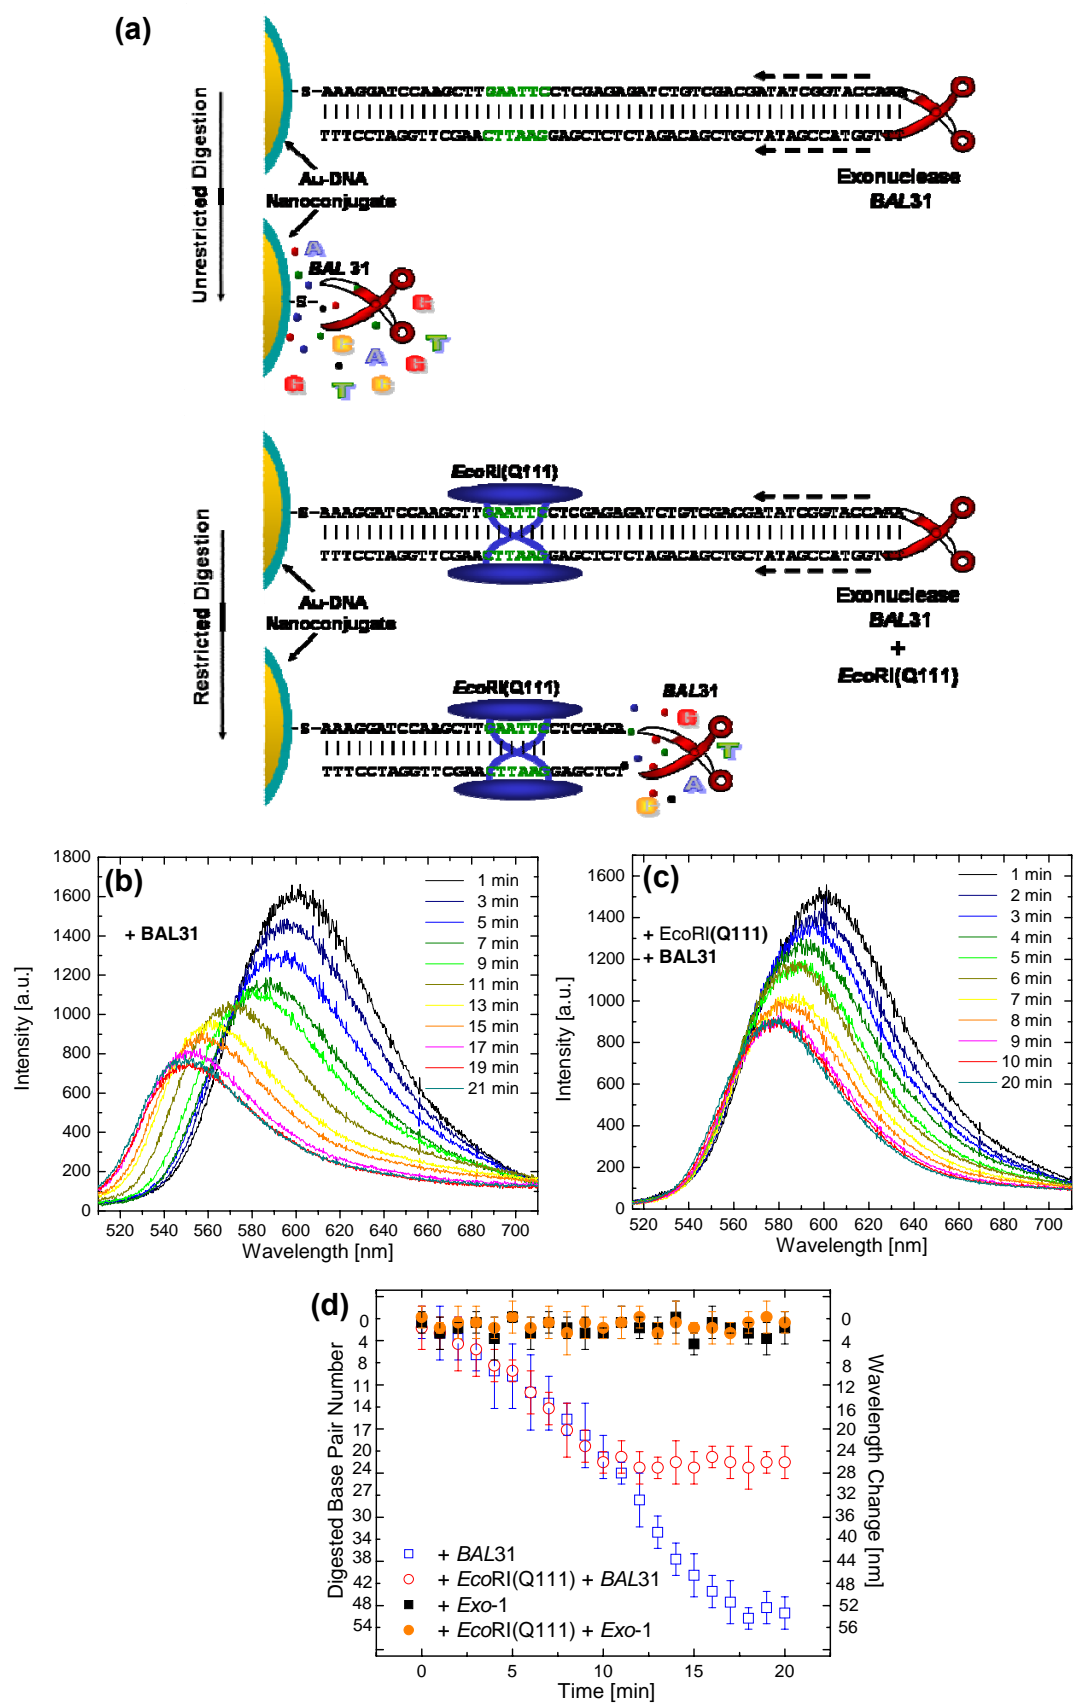 (a)
S-AAAGGATCCAAGCTTGAATTCCTCGAGAGATCTGTCGACGATATCGGTACCAAA
TTTCCTAGGTTCGAACTTAAGGAGCTCTCTAGACAGCTGCTATAGCCATGGT
Unrestricted Digestion
Au-DNA
Nanoconjugate
Exonuclease
BAL31
A
BAL 31
S
G
C
T
A
G
G
T
C
EcoRI(Q111)
S-AAAGGATCCAAGCTTGAATTCCTCGAGAGATCTGTCGACGATATCGGTACCAAA
TTTCCTAGGTTCGAACTTAAGGAGCTCTCTAGACAGCTGCTATAGCCATGGT
Restricted Digestion
Au-DNA
Nanoconjugate
Exonuclease
BAL31
+
EcoRI(Q111)
EcoRI(Q111)
BAL31
S-AAAGGATCCAAGCTTGAATTCCTCGAGA
TTTCCTAGGTTCGAACTTAAGGAGCTCT
G
T
A
C
(b)
+ BAL31
Intensity [a.u.]
1800
1600
1400
1200
1000
800
600
400
200
0
1 min
3 min
5 min
7 min
9 min
11 min
13 min
15 min
17 min
19 min
21 min
520 540 560 580 600 620 640 660 680 700
Wavelength [nm]
(c)
+ EcoRI(Q111)
+ BAL31
Intensity [a.u.]
1600
1400
1200
1000
800
600
400
200
0
1 min
2 min
3 min
4 min
5 min
6 min
7 min
8 min
9 min
10 min
20 min
520 540 560 580 600 620 640 660 680 700
Wavelength [nm]
(d)
Digested Base Pair Number
0
4
8
11
14
17
20
24
27
31
34
38
42
48
54
Wavelength Change [nm]
0
4
8
12
16
20
24
28
32
36
40
44
48
52
56
+ BAL31
+ EcoRI(Q111) + BAL31
+ Exo-1
+ EcoRI(Q111) + Exo-1
0 5 10 15 20
Time [min]